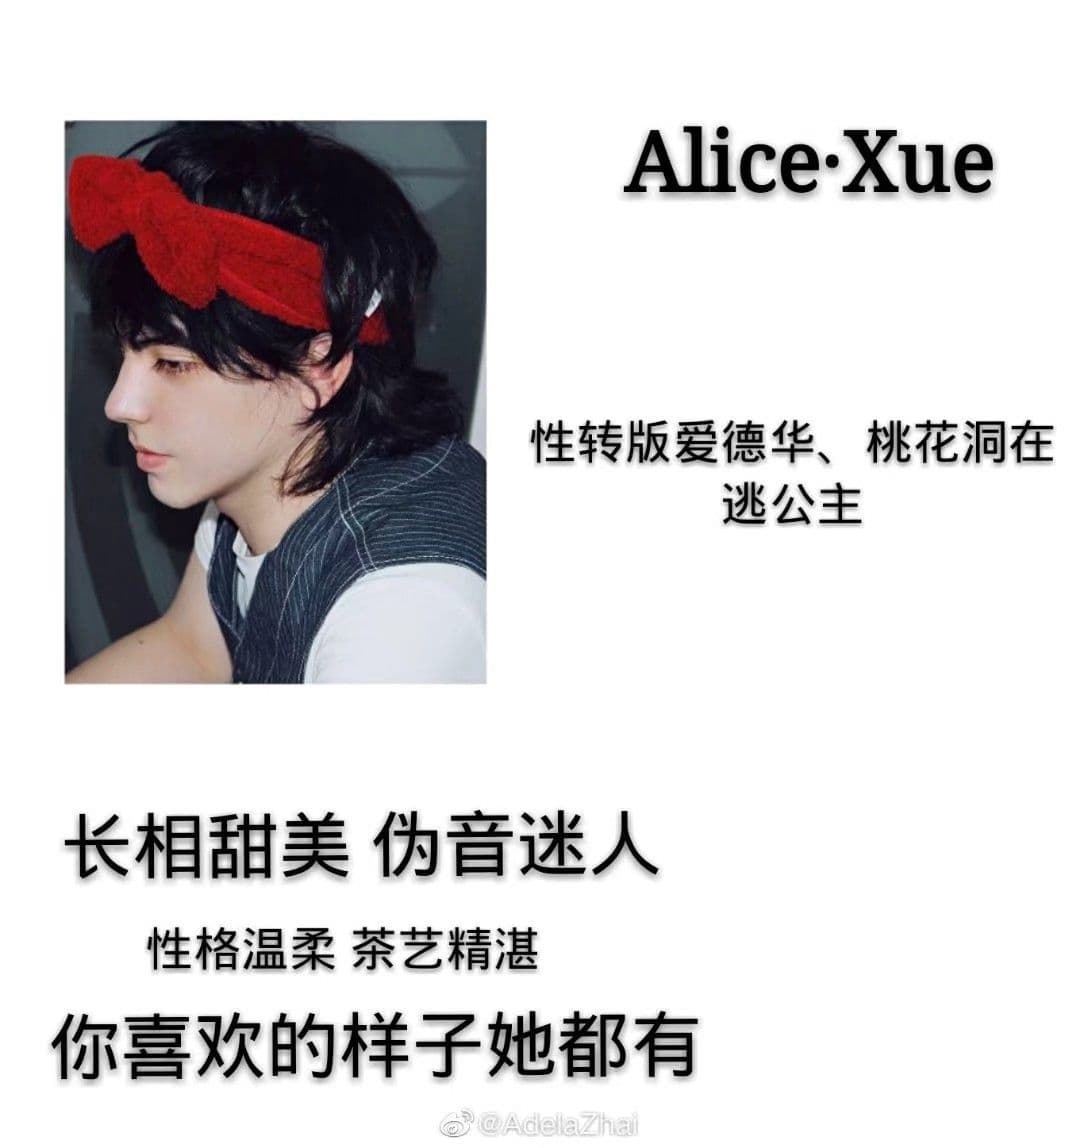 Alice·Xue
性转版爱德华、桃花洞在
逃公主
长相甜美 伪音迷人
性格温柔 茶艺精湛
你喜欢的样子她都有
@AdelaZhai